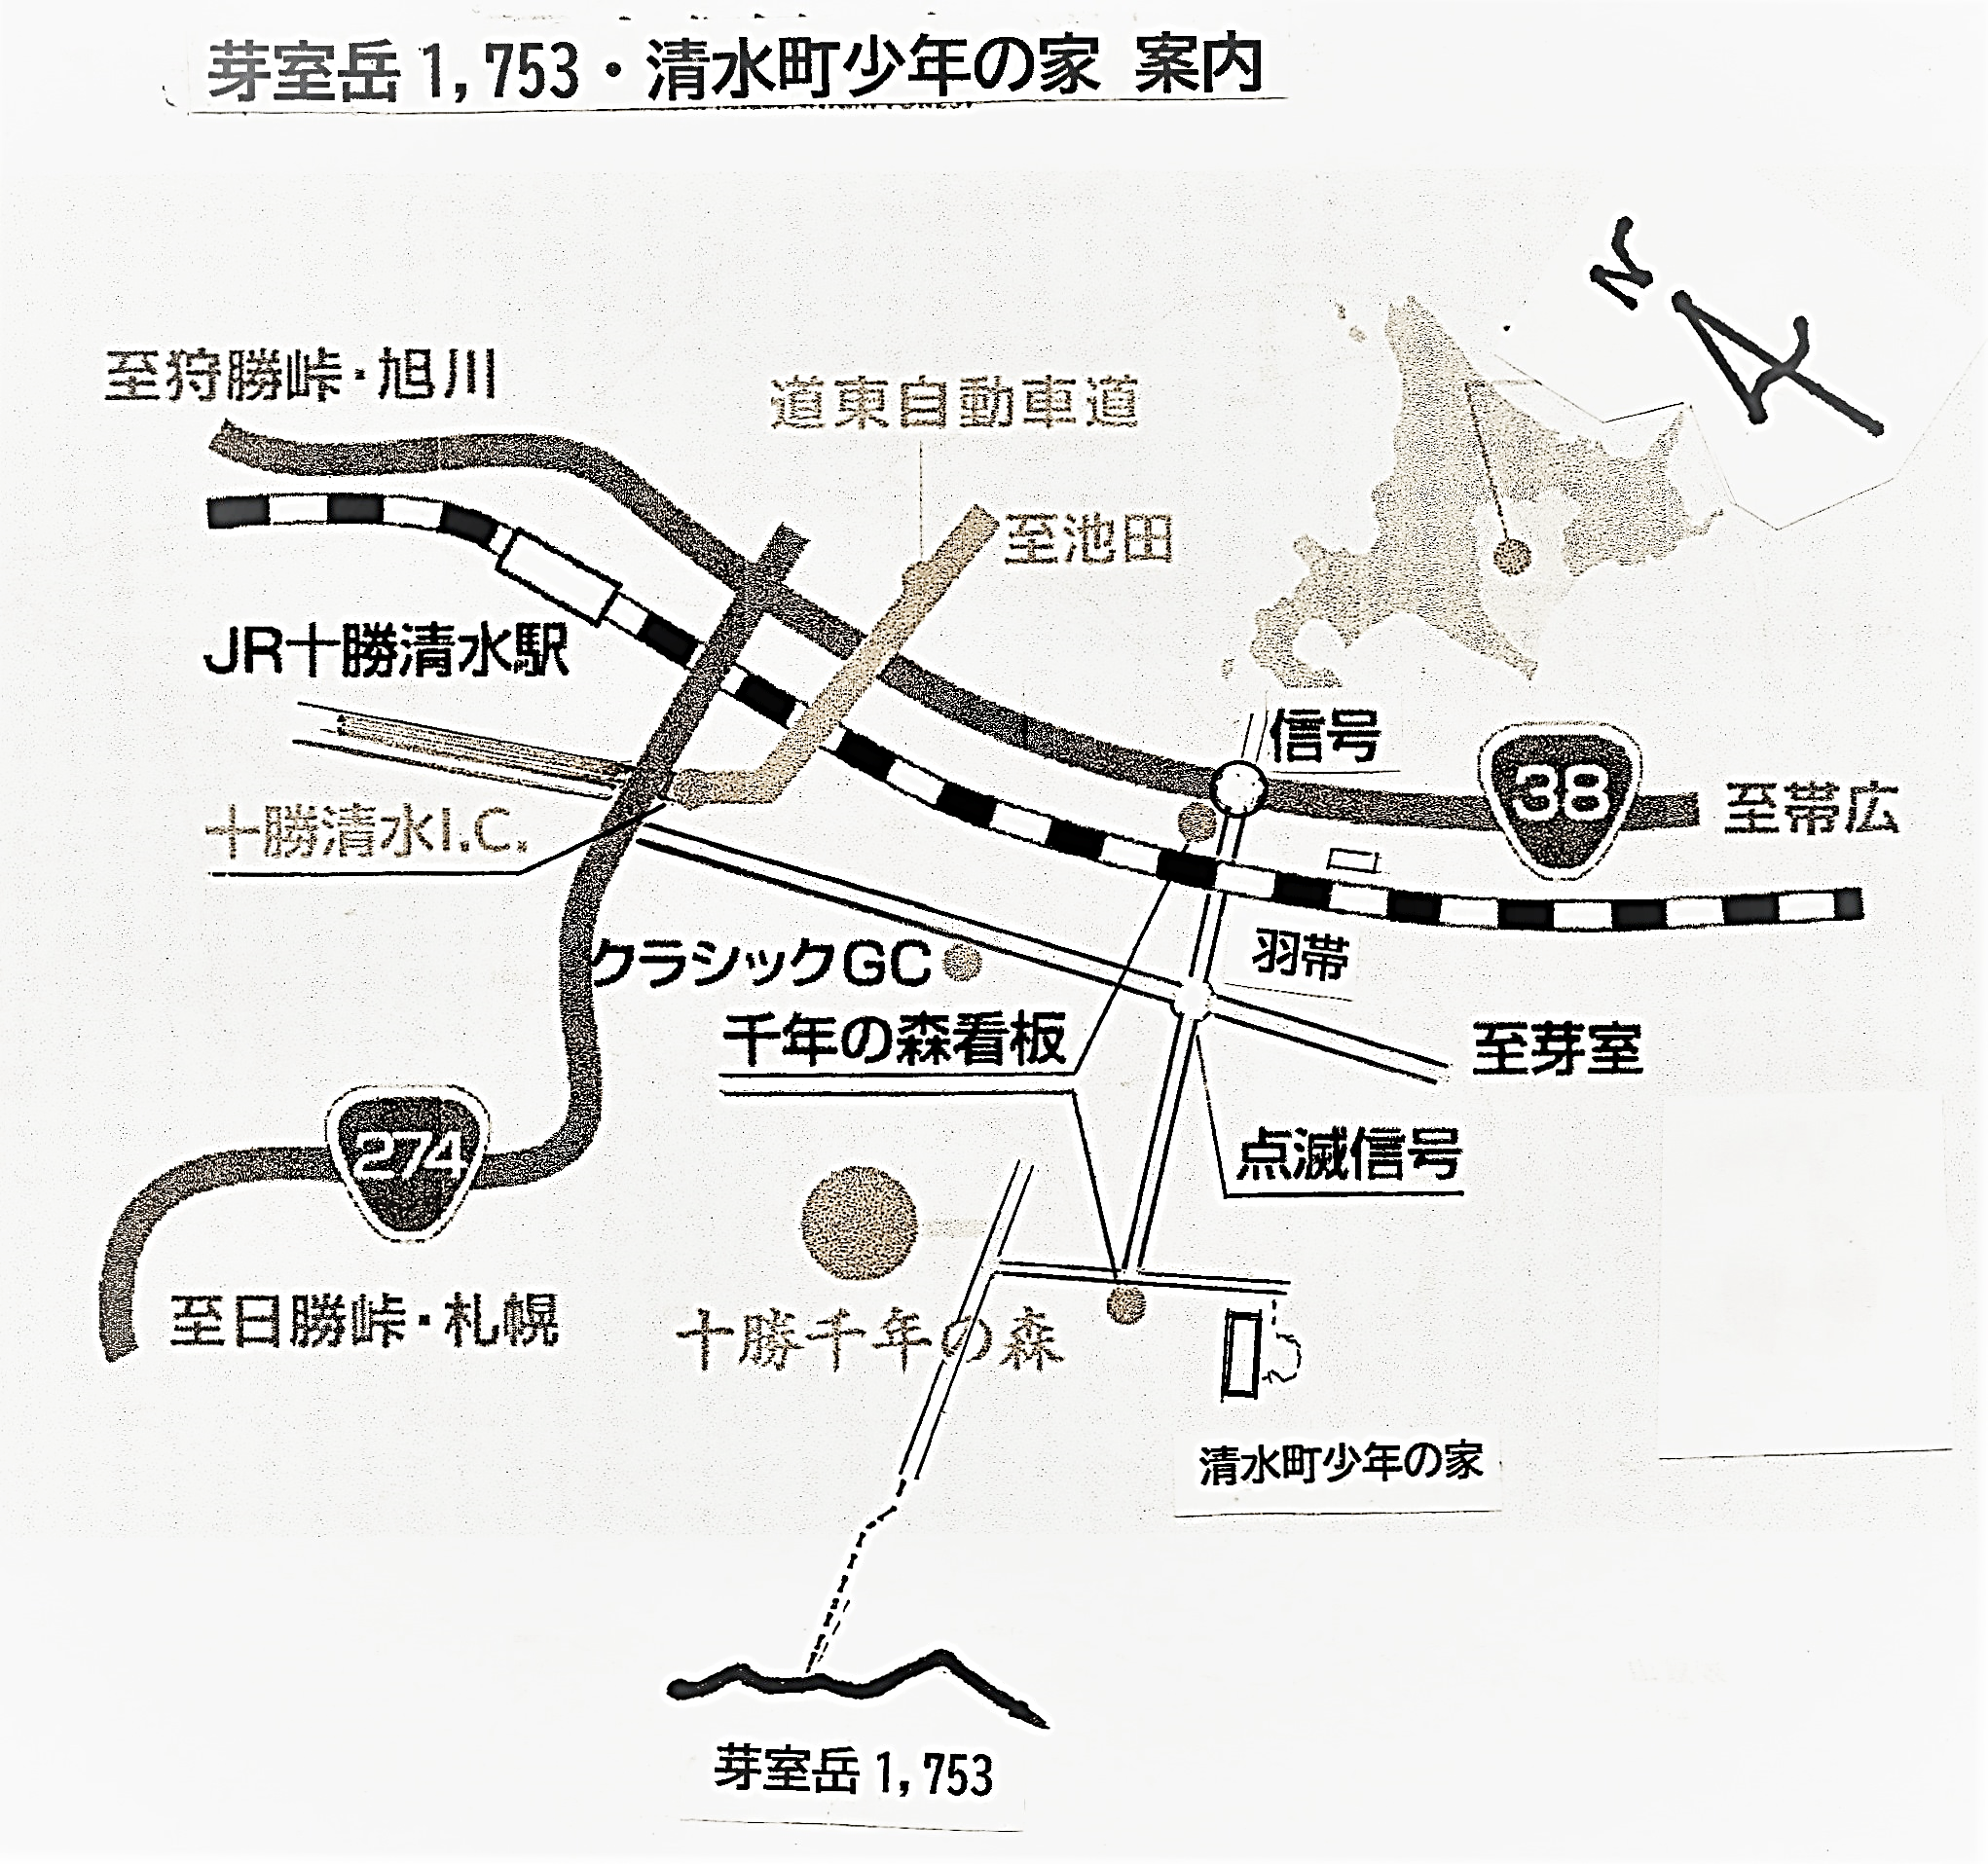 芽室岳 1,753・清水町少年の家 案内
N
至狩勝峠・旭川
道東自動車道
至池田
JR十勝清水駅
信号
38
至帯広
十勝清水I.C.
クラシックGC
羽帯
千年の森看板
至芽室
点滅信号
274
至日勝峠・札幌
十勝千年の森
清水町少年の家
芽室岳 1,753